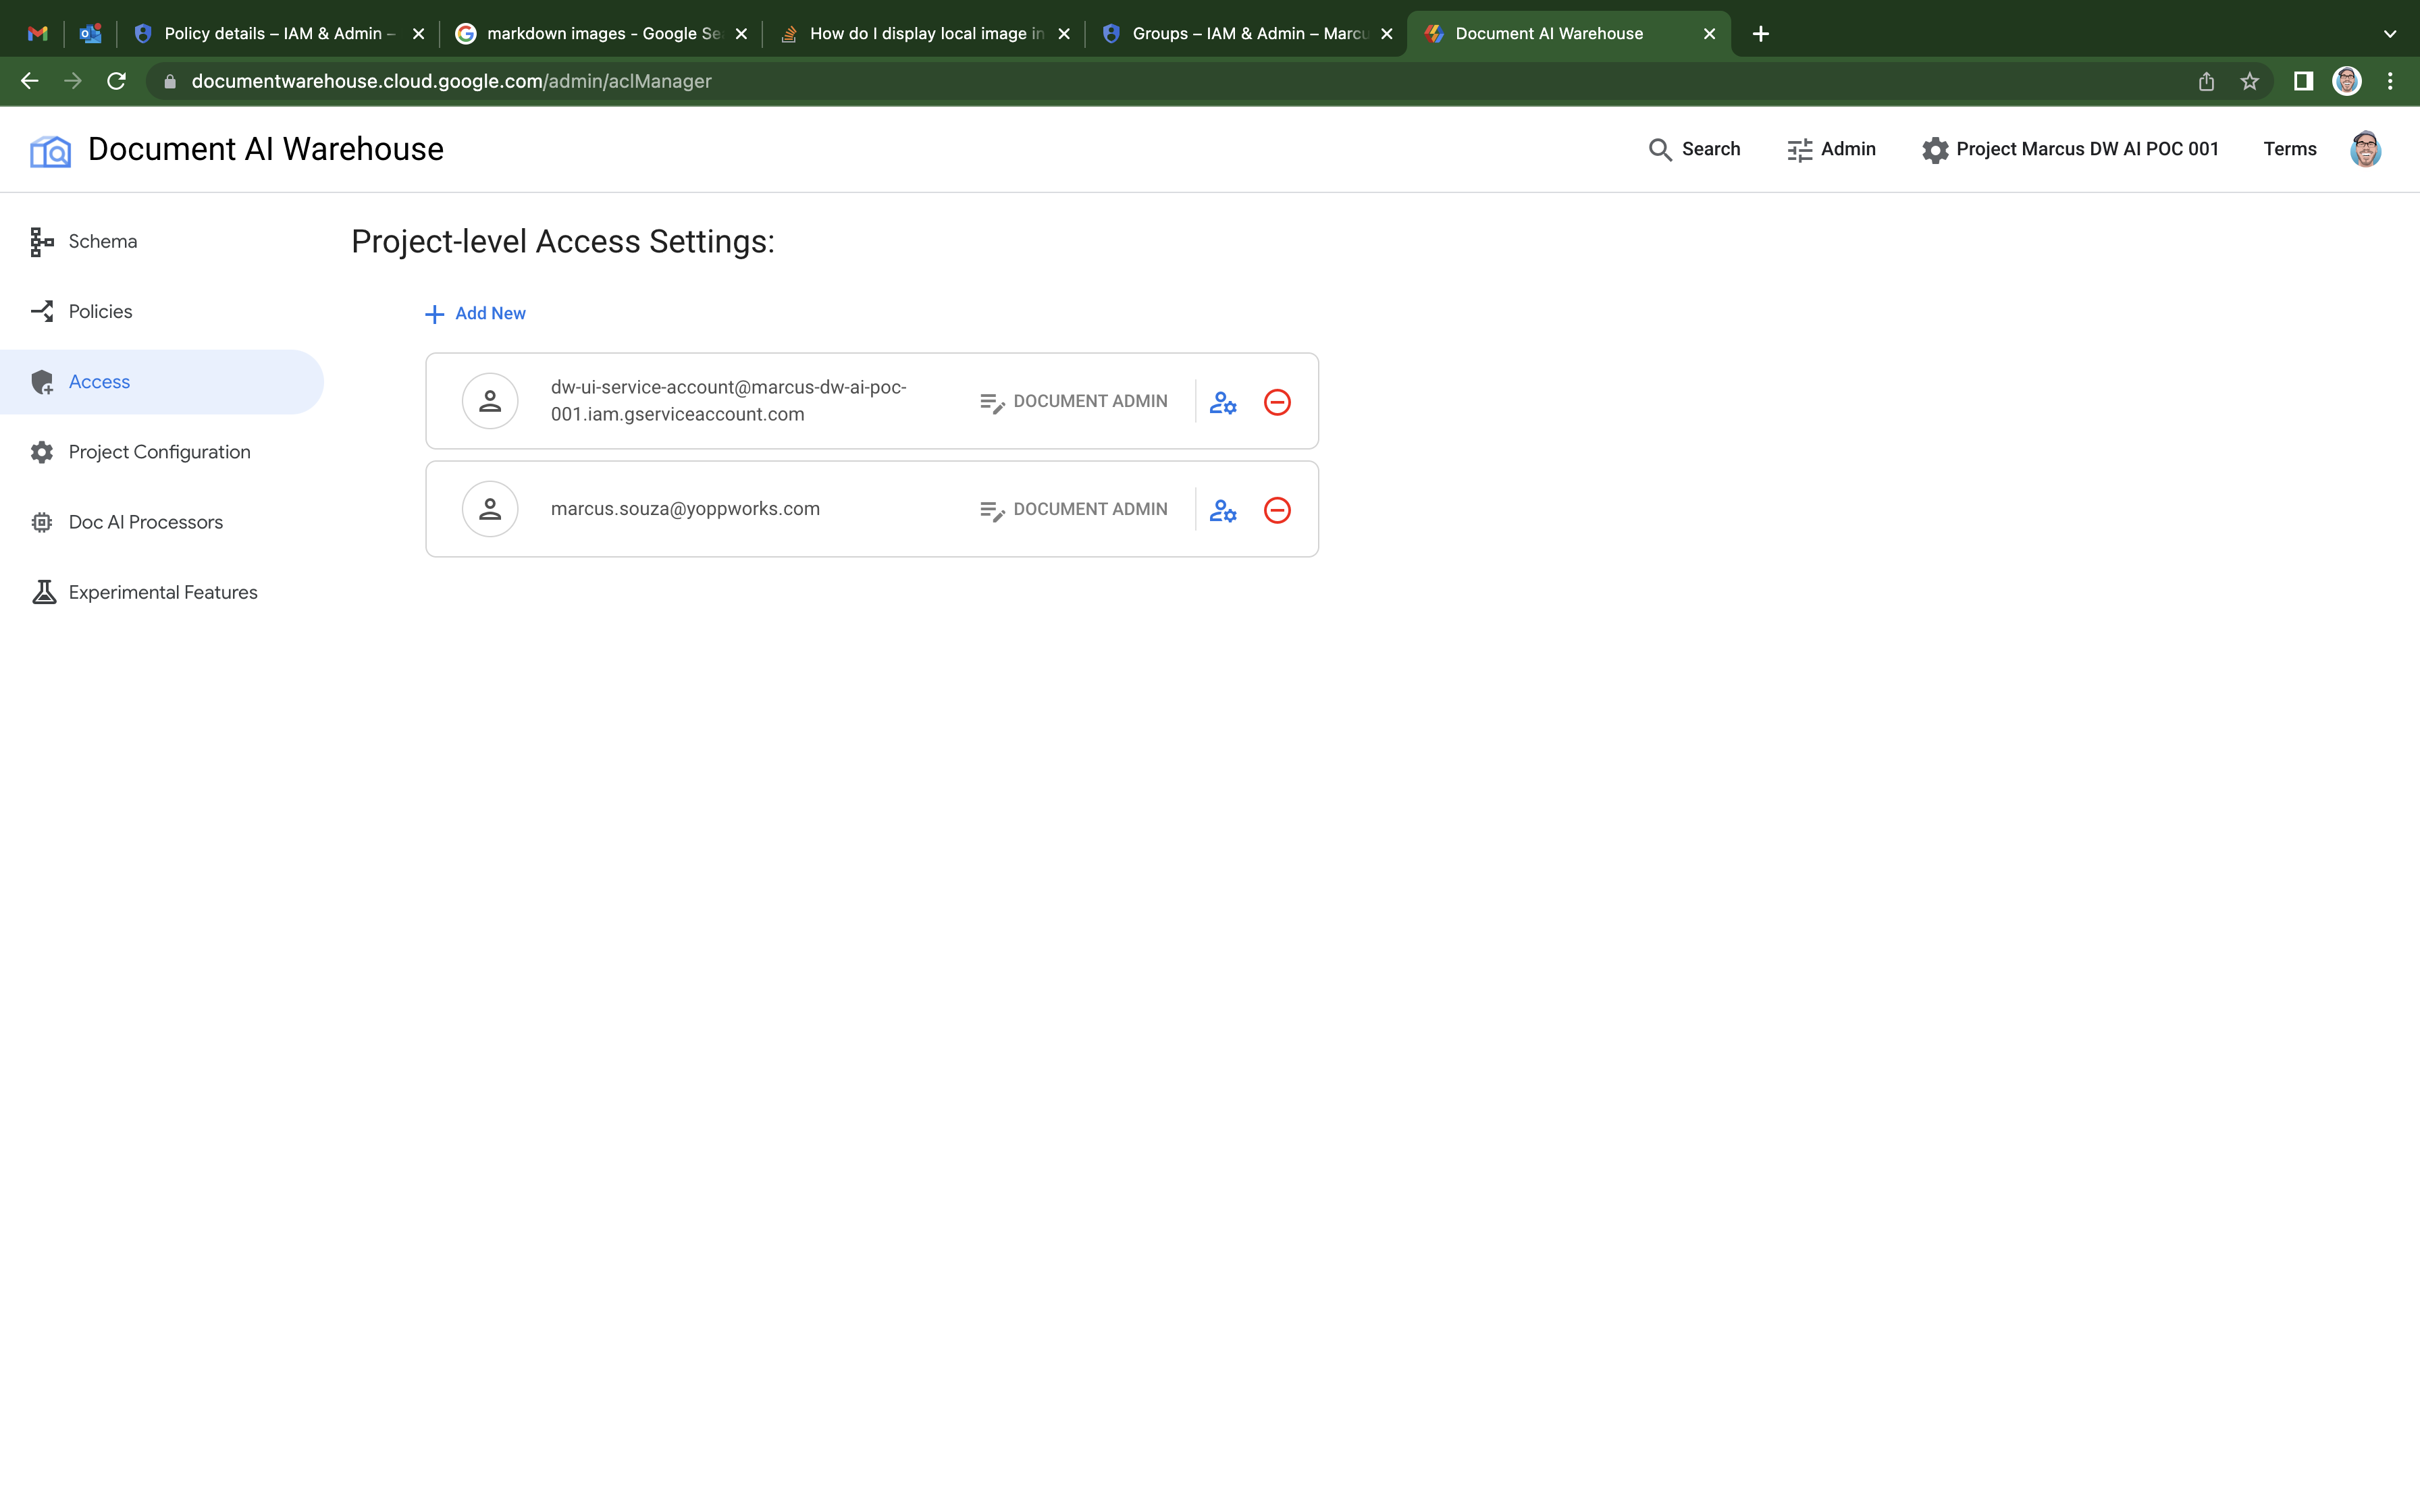 Policy details – IAM & Admin –
markdown images - Google Se
How do I display local image in
Groups – IAM & Admin – Marcu
Document AI Warehouse
documentwarehouse.cloud.google.com/admin/aclManager
Document AI Warehouse
Search
Admin
Project Marcus DW AI POC 001
Terms
Schema
Policies
Access
Project Configuration
Doc AI Processors
Experimental Features
Project-level Access Settings:
Add New
dw-ui-service-account@marcus-dw-ai-poc-
001.iam.gserviceaccount.com
DOCUMENT ADMIN
marcus.souza@yoppworks.com
DOCUMENT ADMIN